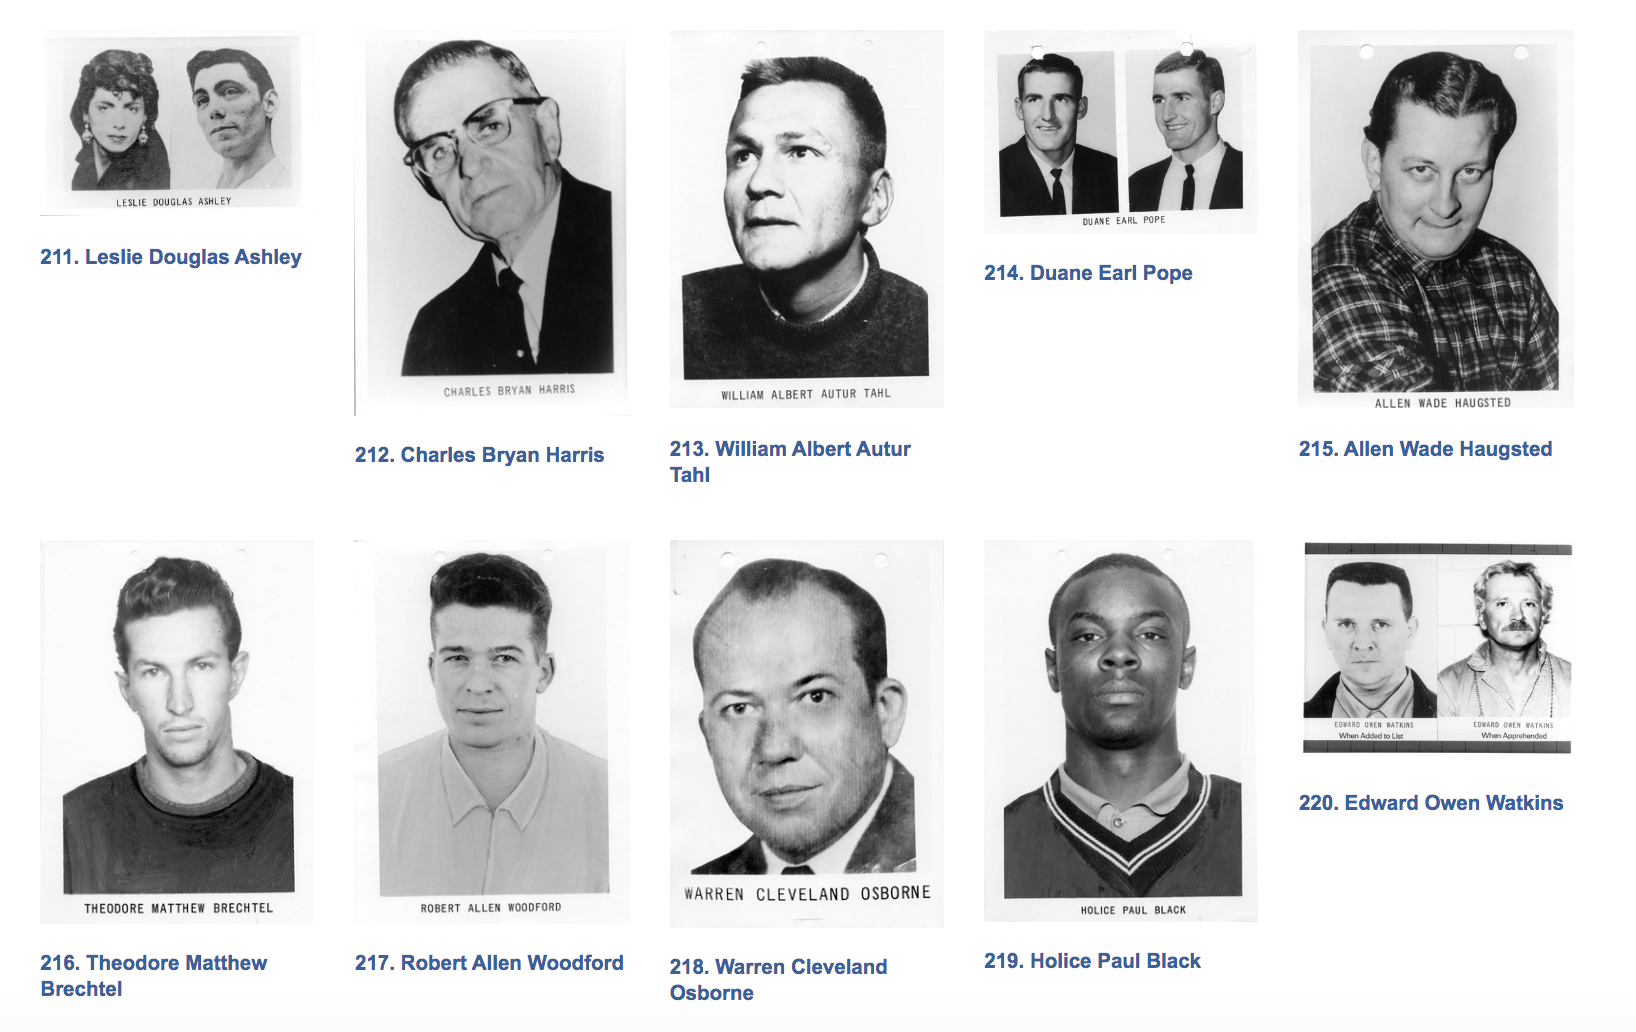 LESLIE DOUGLAS ASHLEY
211. Leslie Douglas Ashley
CHARLES BRYAN HARRIS
212. Charles Bryan Harris
WILLIAM ALBERT AUTUR TAHL
213. William Albert Autur
Tahl
DUANE EARL POPE
214. Duane Earl Pope
ALLEN WADE HAUGSTED
215. Allen Wade Haugsted
THEODORE MATTHEW BRECHTEL
216. Theodore Matthew
Brechtel
ROBERT ALLEN WOODFORD
217. Robert Allen Woodford
WARREN CLEVELAND OSBORNE
218. Warren Cleveland
Osborne
HOLICE PAUL BLACK
219. Holice Paul Black
EDWARD OWEN WATKINS
When Added to List
EDWARD OWEN WATKINS
When Apprehended
220. Edward Owen Watkins